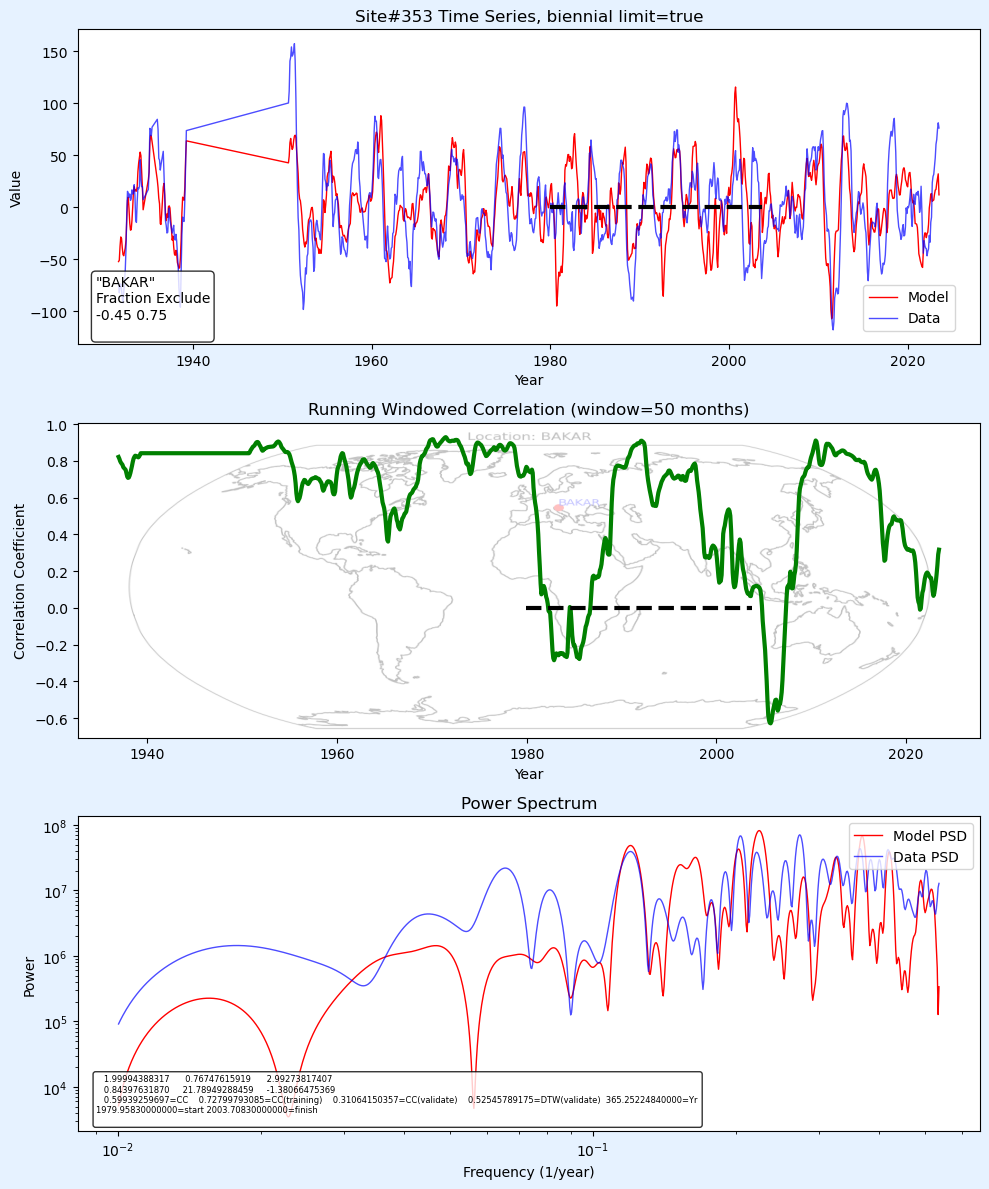 Site#353 Time Series, biennial limit=true
150
100
50
0
−50
−100
Value
"BAKAR"
Fraction Exclude
-0.45 0.75
Model
Data
1940
1960
1980
2000
2020
Year
Running Windowed Correlation (window=50 months)
1.0
0.8
0.6
0.4
0.2
0.0
−0.2
−0.4
−0.6
Correlation Coefficient
Location: BAKAR
BAKAR
1940
1960
1980
2000
2020
Year
Power Spectrum
10^8
10^7
10^6
10^5
10^4
Power
Model PSD
Data PSD
1.99994388317 0.76747615919 2.99273817407
0.84397631870 21.78949288459 -1.38066475369
0.59939259697=CC 0.72799793085=CC(training) 0.31064150357=CC(validate) 0.52545789175=DTW(validate) 365.25224840000=Yr
1979.95830000000=start 2003.70830000000=finish
10^−2
10^−1
Frequency (1/year)